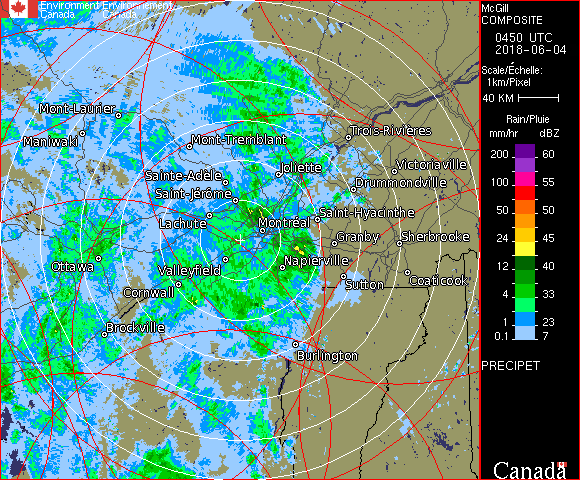 Environment Environnement
Canada Canada
McGill
COMPOSITE
0450 UTC
2018-06-04
Scale/Échelle:
1km/Pixel
40 KM
Rain/Pluie
mm/hr dBZ
200 60
100 55
50 50
24 45
12 40
4 33
1 23
0.1 7
PRECIPET
Canada
Mont-Laurier
Maniwaki
Mont-Tremblant
Trois-Rivières
Joliette
Victoriaville
Sainte-Adèle
Drummondville
Saint-Jérôme
Saint-Hyacinthe
Lachute
Montréal
Granby
Sherbrooke
Ottawa
Valleyfield
Napierville
Cornwall
Sutton
Coaticook
Brockville
Burlington